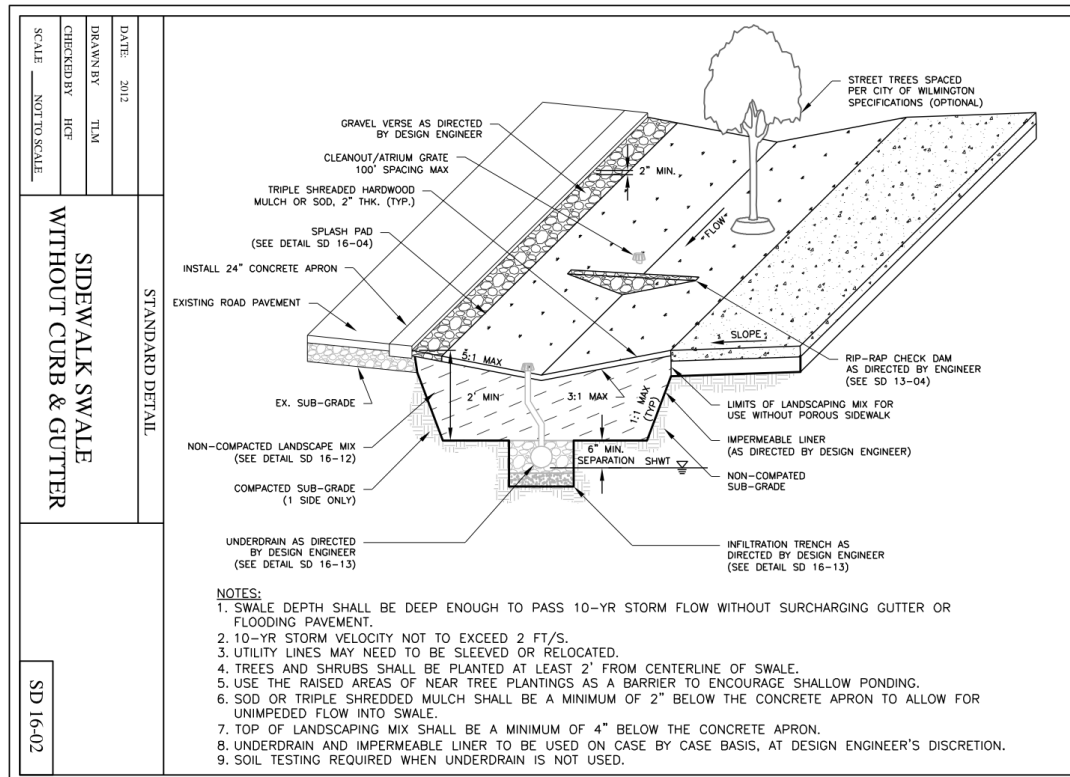 DATE: 2012
DRAWN BY TLM
CHECKED BY HCF
SCALE NOT TO SCALE
STANDARD DETAIL
SIDEWALK SWALE
WITHOUT CURB & GUTTER
SD 16-02
STREET TREES SPACED
PER CITY OF WILMINGTON
SPECIFICATIONS (OPTIONAL)
GRAVEL VERSE AS DIRECTED
BY DESIGN ENGINEER
CLEANOUT/ATRIUM GRATE
100' SPACING MAX
TRIPLE SHREADED HARDWOOD
MULCH OR SOD, 2" THK. (TYP.)
SPLASH PAD
(SEE DETAIL SD 16-04)
INSTALL 24" CONCRETE APRON
EXISTING ROAD PAVEMENT
2" MIN.
"FLOW"
SLOPE
5:1 MAX
2' MIN
3:1 MAX
1:1 MAX
(TYP)
6" MIN.
SEPARATION
SHWT
EX. SUB-GRADE
NON-COMPACTED LANDSCAPE MIX
(SEE DETAIL SD 16-12)
COMPACTED SUB-GRADE
(1 SIDE ONLY)
UNDERDRAIN AS DIRECTED
BY DESIGN ENGINEER
(SEE DETAIL SD 16-13)
RIP-RAP CHECK DAM
AS DIRECTED BY ENGINEER
(SEE SD 13-04)
LIMITS OF LANDSCAPING MIX FOR
USE WITHOUT POROUS SIDEWALK
IMPERMEABLE LINER
(AS DIRECTED BY DESIGN ENGINEER)
NON-COMPATED
SUB-GRADE
INFILTRATION TRENCH AS
DIRECTED BY DESIGN ENGINEER
(SEE DETAIL SD 16-13)
NOTES:
1. SWALE DEPTH SHALL BE DEEP ENOUGH TO PASS 10-YR STORM FLOW WITHOUT SURCHARGING GUTTER OR
FLOODING PAVEMENT.
2. 10-YR STORM VELOCITY NOT TO EXCEED 2 FT/S.
3. UTILITY LINES MAY NEED TO BE SLEEVED OR RELOCATED.
4. TREES AND SHRUBS SHALL BE PLANTED AT LEAST 2' FROM CENTERLINE OF SWALE.
5. USE THE RAISED AREAS OF NEAR TREE PLANTINGS AS A BARRIER TO ENCOURAGE SHALLOW PONDING.
6. SOD OR TRIPLE SHREDDED MULCH SHALL BE A MINIMUM OF 2" BELOW THE CONCRETE APRON TO ALLOW FOR
UNIMPEDED FLOW INTO SWALE.
7. TOP OF LANDSCAPING MIX SHALL BE A MINIMUM OF 4" BELOW THE CONCRETE APRON.
8. UNDERDRAIN AND IMPERMEABLE LINER TO BE USED ON CASE BY CASE BASIS, AT DESIGN ENGINEER'S DISCRETION.
9. SOIL TESTING REQUIRED WHEN UNDERDRAIN IS NOT USED.